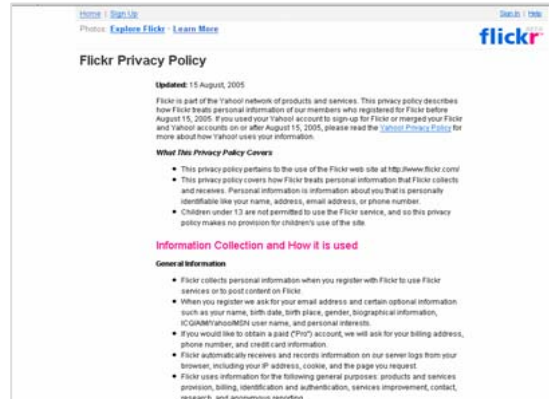 Home | Sign Up
Sign In | Help
Photos: Explore Flickr · Learn More
flickr
Flickr Privacy Policy
Updated: 15 August, 2005
Flickr is part of the Yahoo! network of products and services. This privacy policy describes
how Flickr treats personal information of our members who registered for Flickr before
August 15, 2005. If you used your Yahoo! account to sign-up for Flickr or merged your Flickr
and Yahoo! accounts on or after August 15, 2005, please read the Yahoo! Privacy Policy for
more about how Yahoo! uses your information.
What This Privacy Policy Covers
• This privacy policy pertains to the use of the Flickr web site at http://www.flickr.com/
• This privacy policy covers how Flickr treats personal information that Flickr collects
and receives. Personal information is information about you that is personally
identifiable like your name, address, email address, or phone number.
• Children under 13 are not permitted to use the Flickr service, and so this privacy
policy makes no provision for children's use of the site
Information Collection and How it is used
General Information
• Flickr collects personal information when you register with Flickr to use Flickr
services or to post content on Flickr.
• When you register we ask for your email address and certain optional information
such as your name, birth date, birth place, gender, biographical information,
ICQ/AIM/Yahoo!/MSN user name, and personal interests.
• If you would like to obtain a paid ("Pro") account, we will ask for your billing address,
phone number, and credit card information.
• Flickr automatically receives and records information on our server logs from your
browser, including your IP address, cookie, and the page you request.
• Flickr uses information for the following general purposes: products and services
provision, billing, identification and authentication, services improvement, contact,
research, and anonymous reporting.